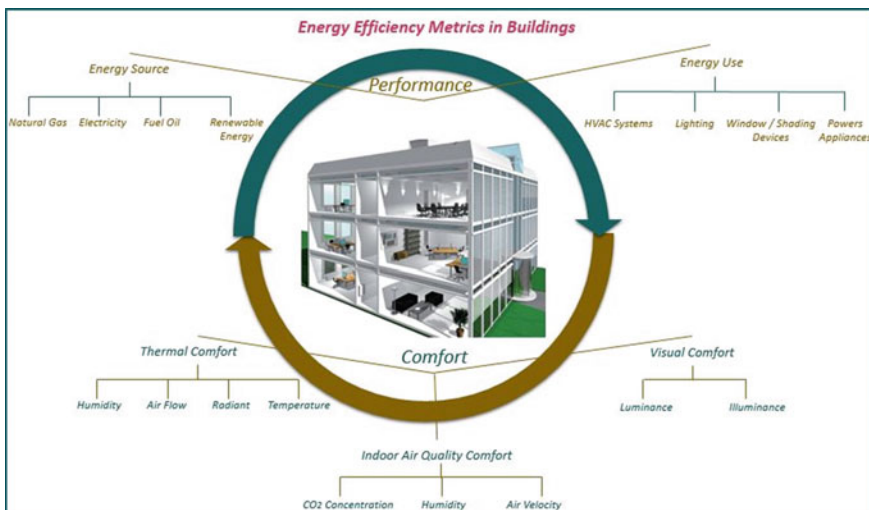 Energy Efficiency Metrics in Buildings
Performance
Energy Source
Natural Gas
Electricity
Fuel Oil
Renewable
Energy
Energy Use
HVAC Systems
Lighting
Window / Shading
Devices
Powers
Appliances
Comfort
Thermal Comfort
Humidity
Air Flow
Radiant
Temperature
Visual Comfort
Luminance
Illuminance
Indoor Air Quality Comfort
CO2 Concentration
Humidity
Air Velocity